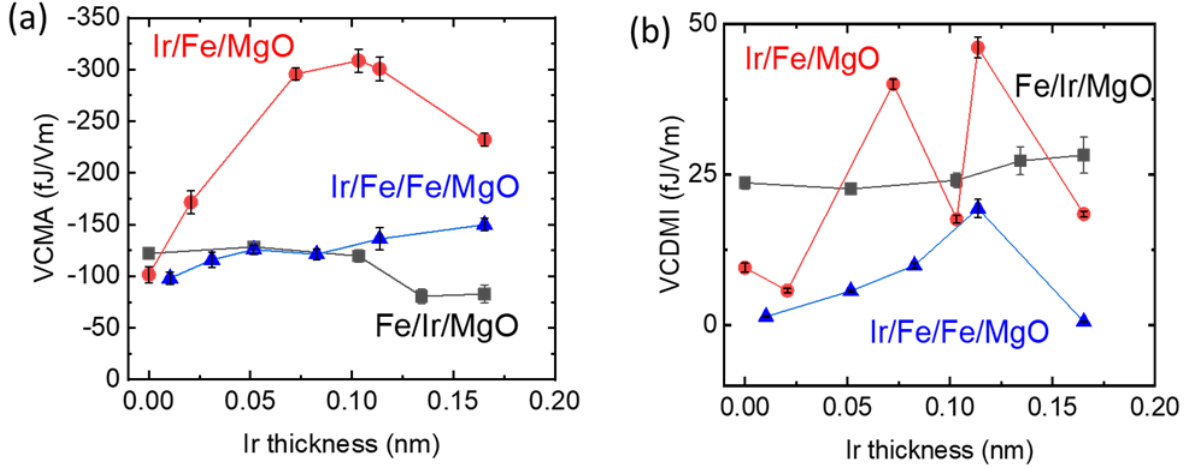 (a)
-350
-300
-250
-200
-150
-100
-50
0
VCMA (fJ/Vm)
Ir/Fe/MgO
Ir/Fe/Fe/MgO
Fe/Ir/MgO
0.00 0.05 0.10 0.15 0.20
Ir thickness (nm)
(b)
50
25
0
VCDMI (fJ/Vm)
Ir/Fe/MgO
Fe/Ir/MgO
Ir/Fe/Fe/MgO
0.00 0.05 0.10 0.15 0.20
Ir thickness (nm)